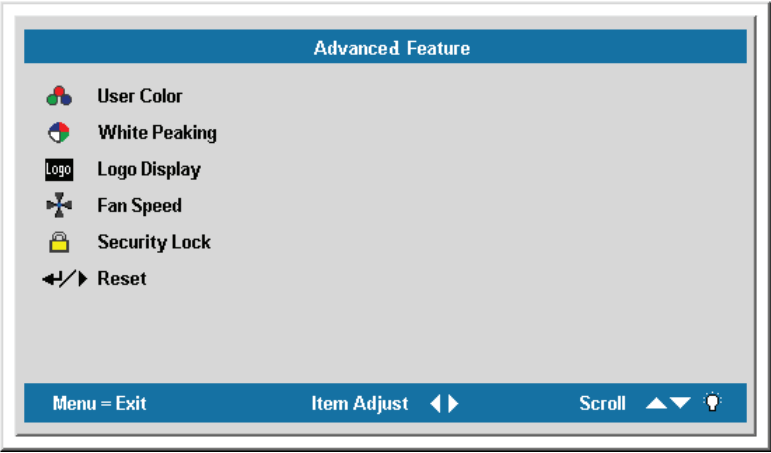 Advanced Feature
User Color
White Peaking
Logo Logo Display
Fan Speed
Security Lock
Reset
Menu = Exit Item Adjust Scroll